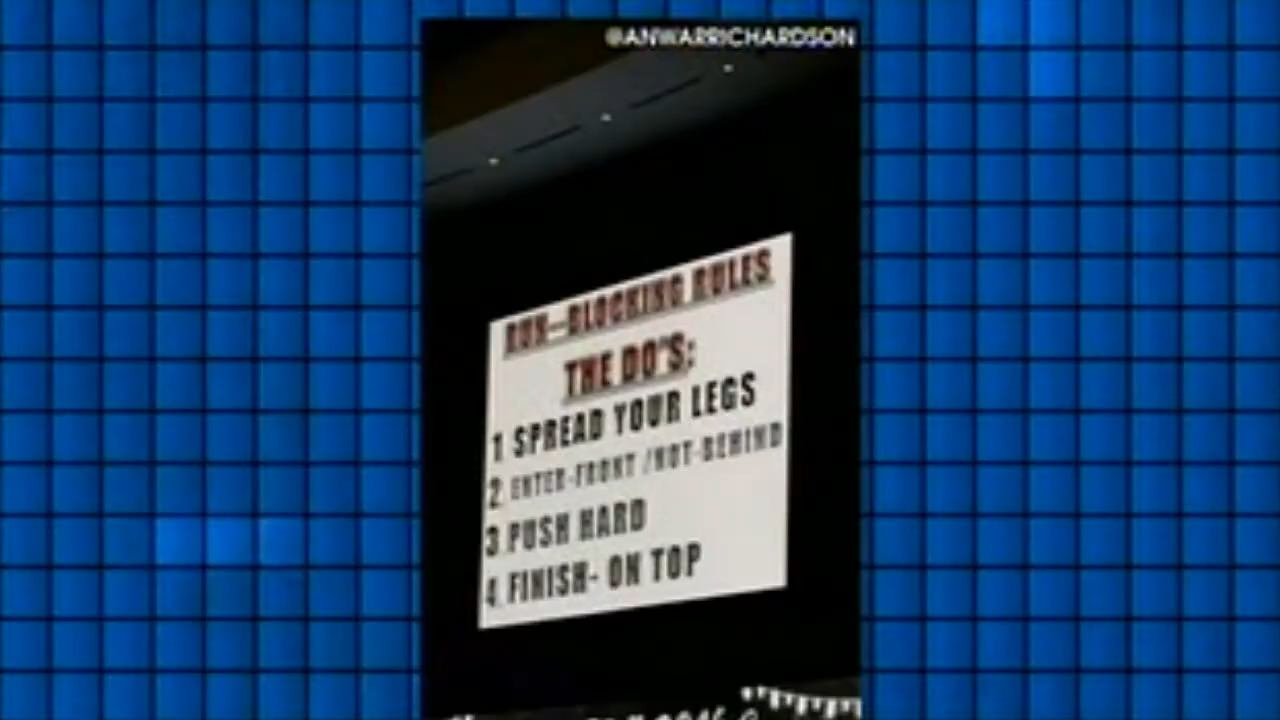 @ANWARRICHARDSON
RUN-BLOCKING RULES
THE DO'S:
1. SPREAD YOUR LEGS
2. ENTER-FRONT /NOT-BEHIND
3. PUSH HARD
4. FINISH- ON TOP